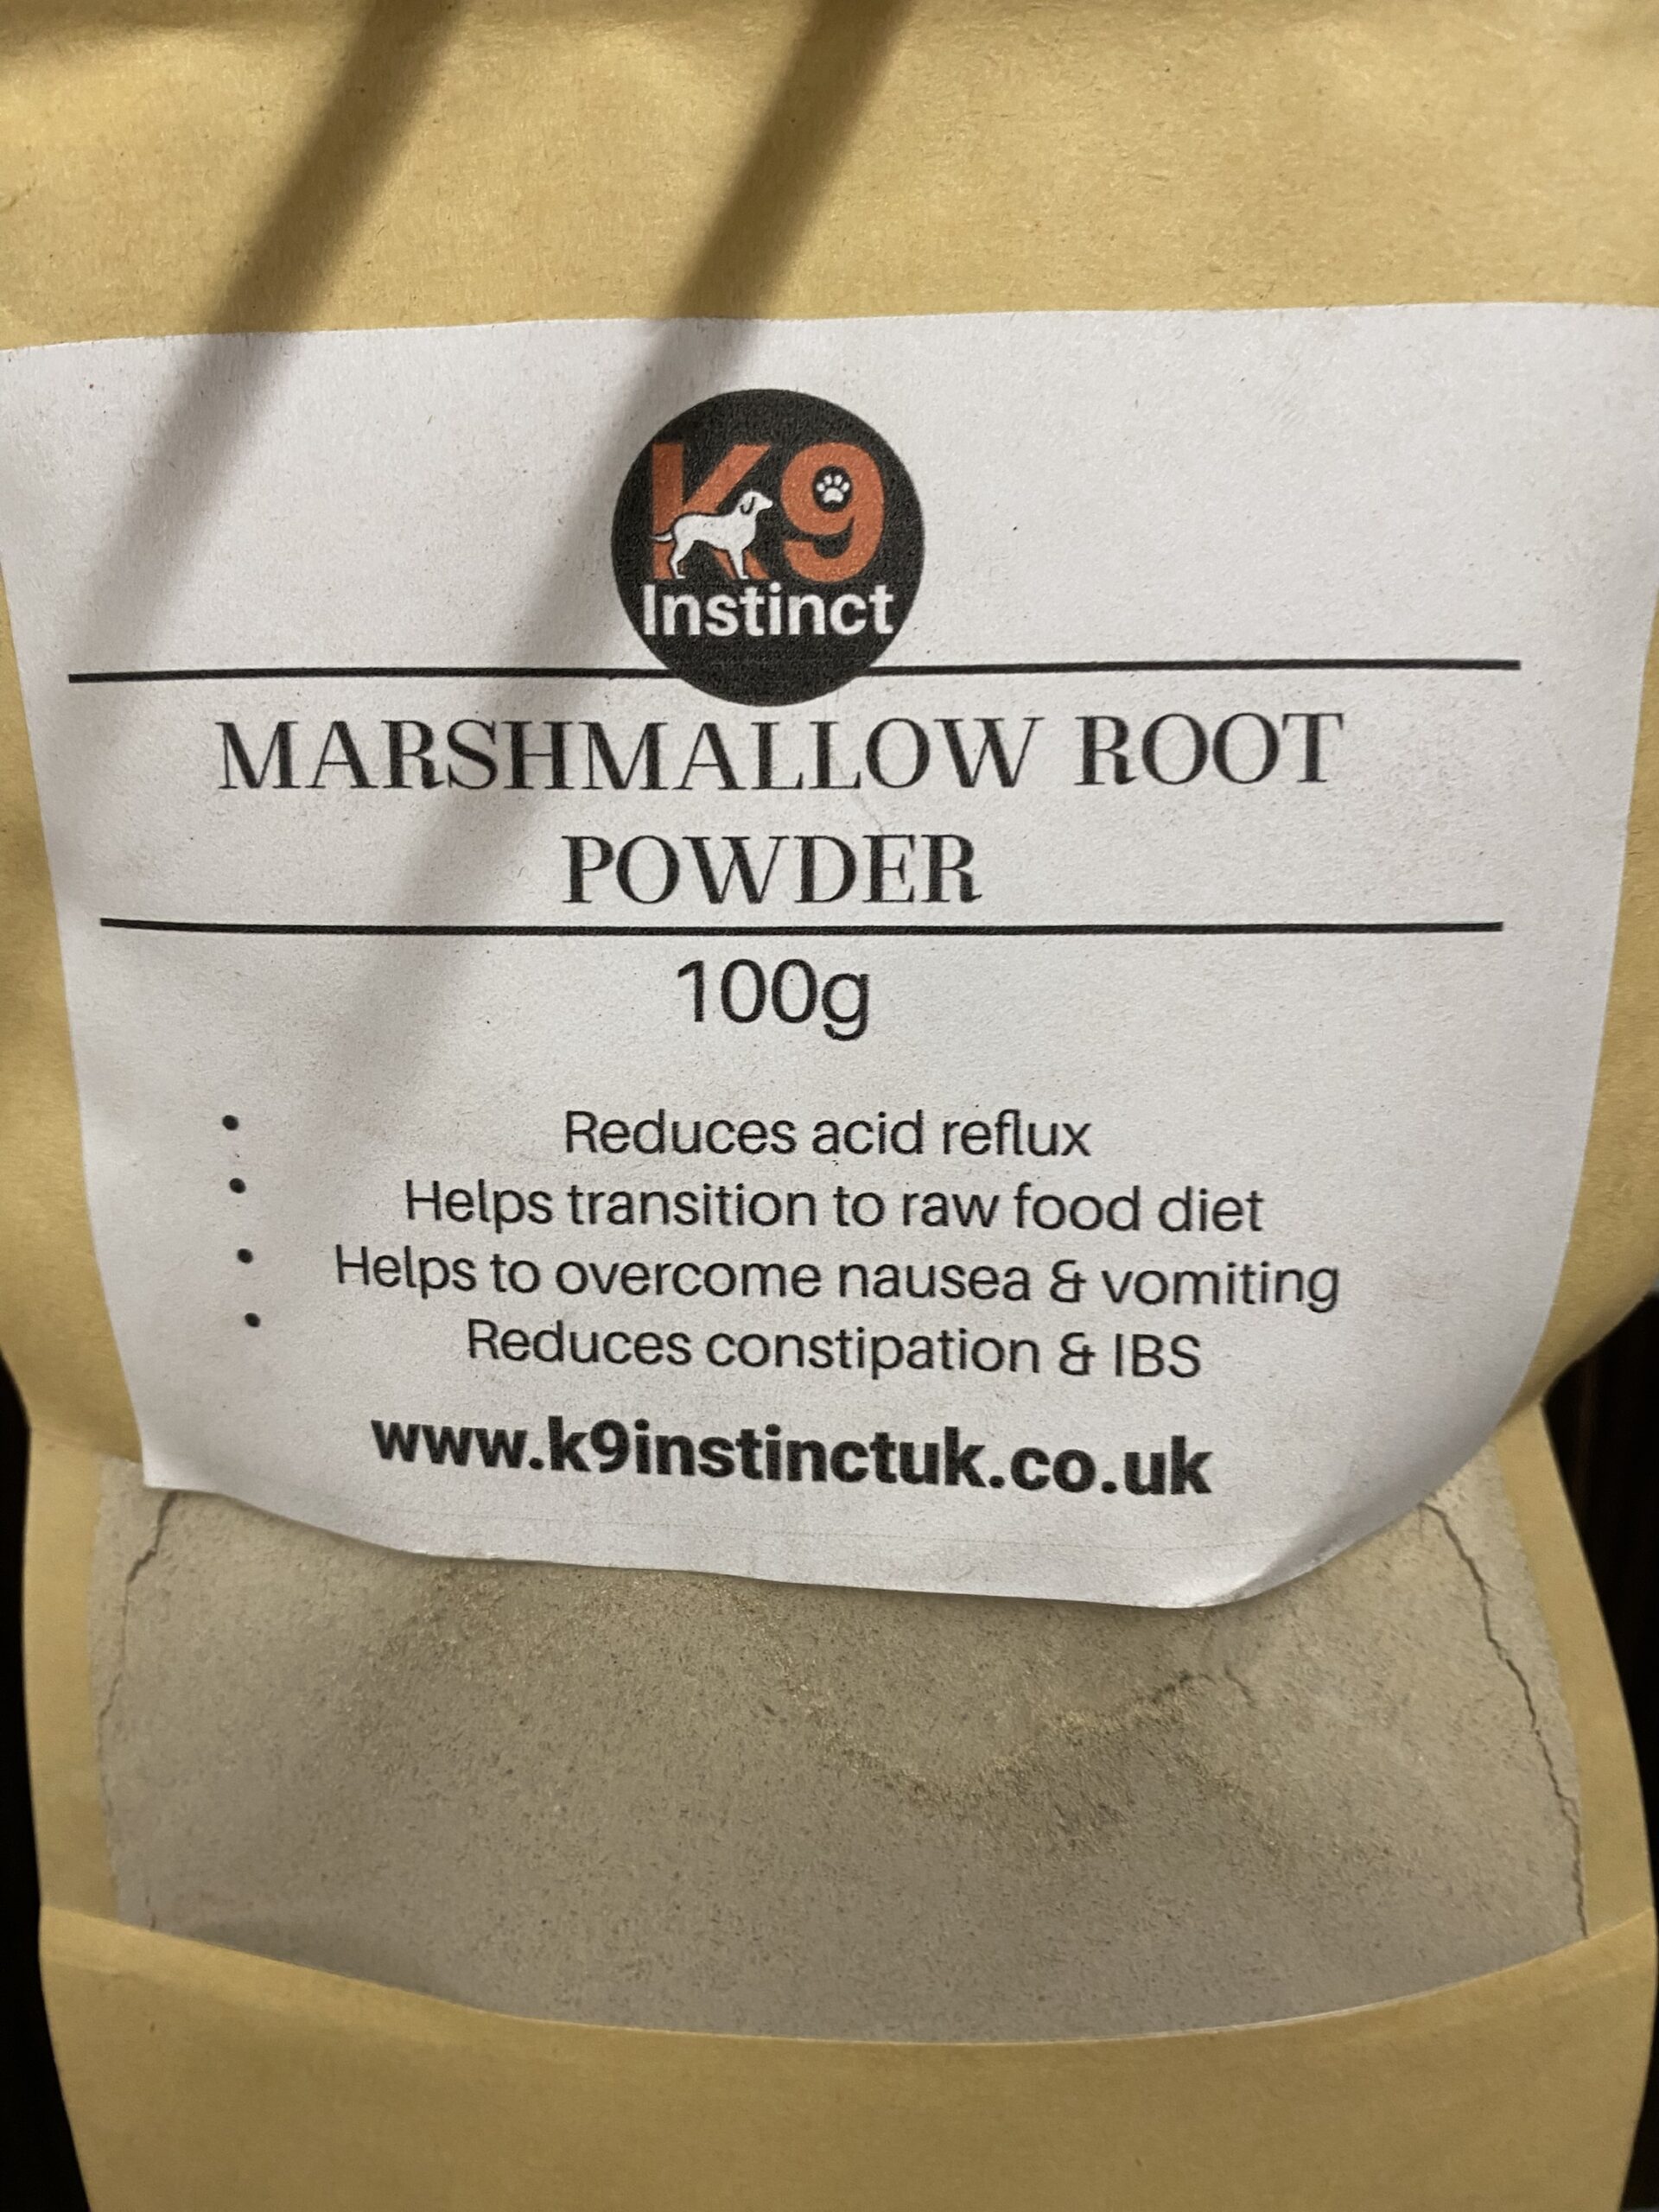 K9
Instinct
MARSHMALLOW ROOT
POWDER
100g
• Reduces acid reflux
• Helps transition to raw food diet
• Helps to overcome nausea & vomiting
• Reduces constipation & IBS
www.k9instinctuk.co.uk